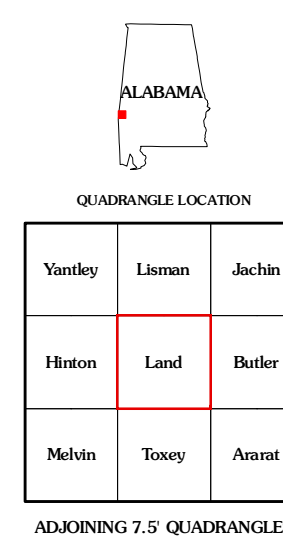 ALABAMA
QUADRANGLE LOCATION
Yantley Lisman Jachin
Hinton Land Butler
Melvin Toxey Ararat
ADJOINING 7.5' QUADRANGLE